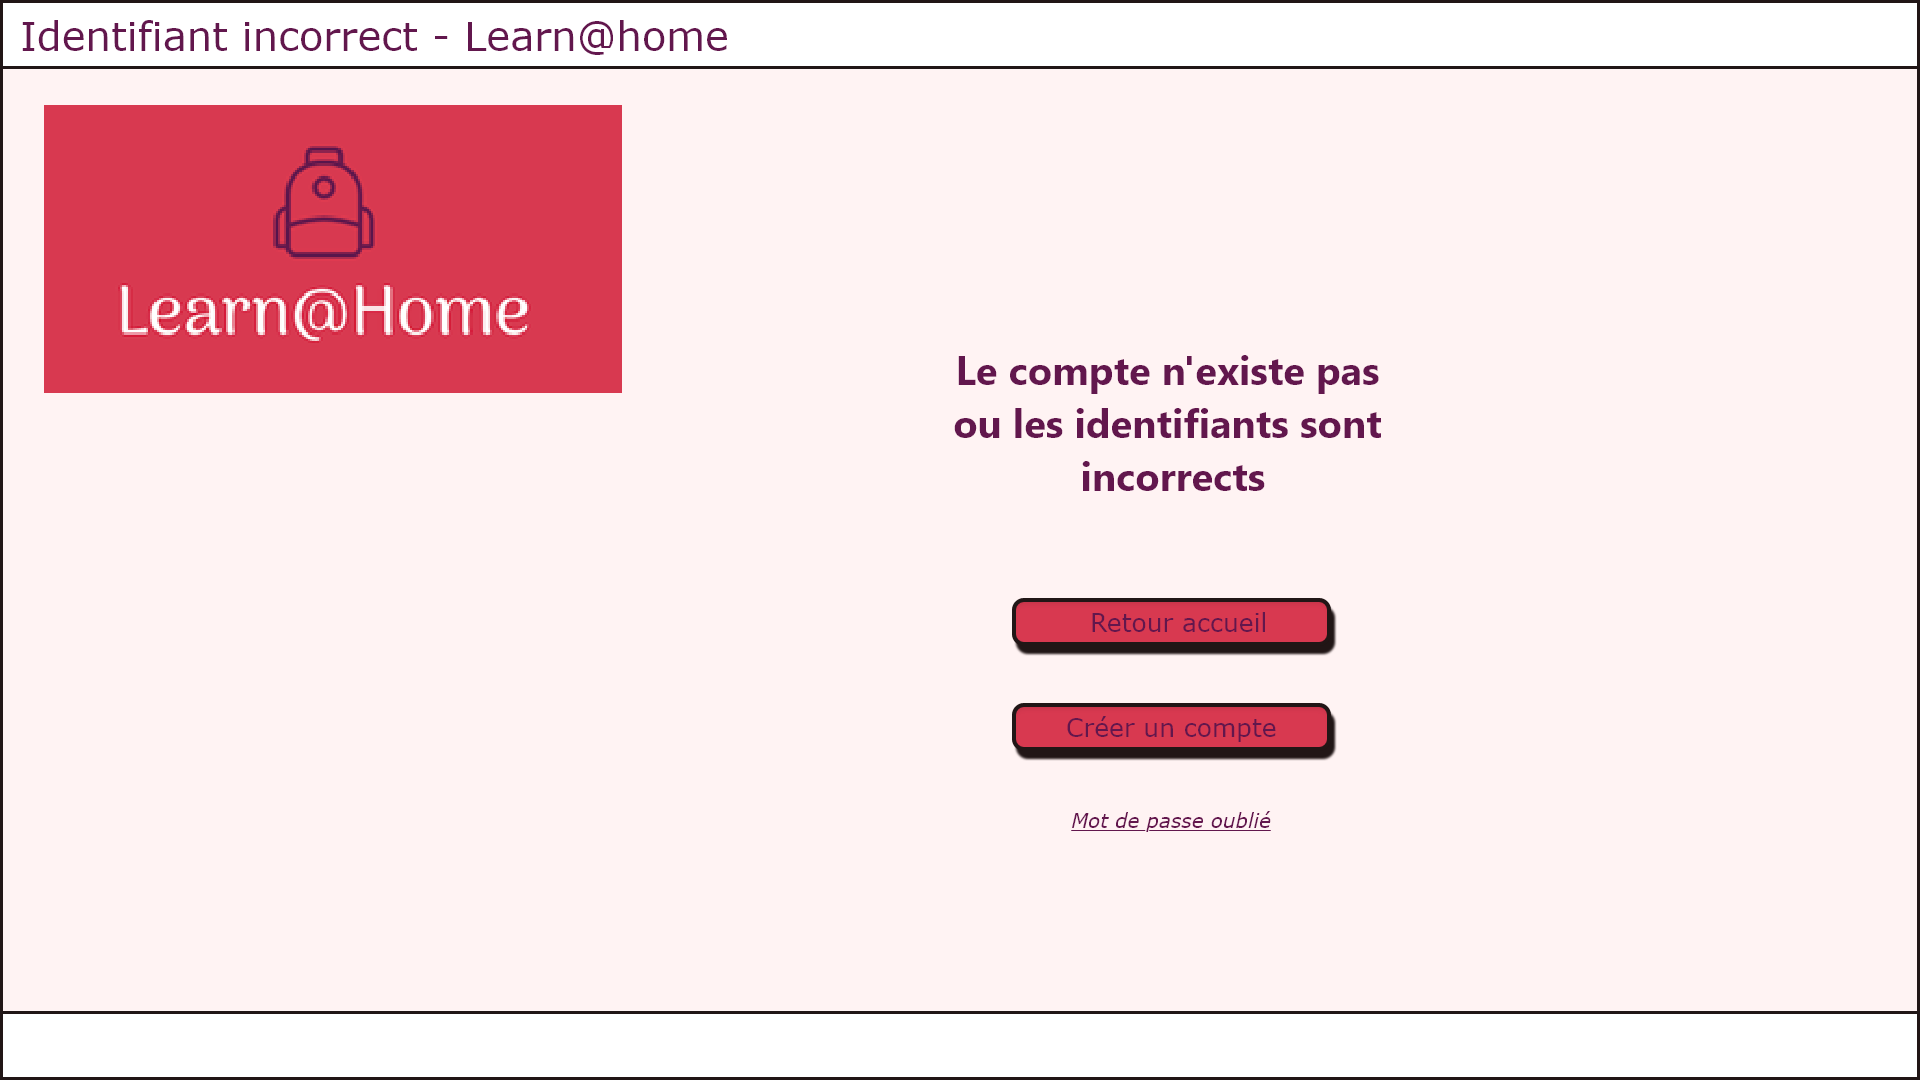 Identifiant incorrect - Learn@home
Learn@Home
Le compte n'existe pas
ou les identifiants sont
incorrects
Retour accueil
Créer un compte
Mot de passe oublié